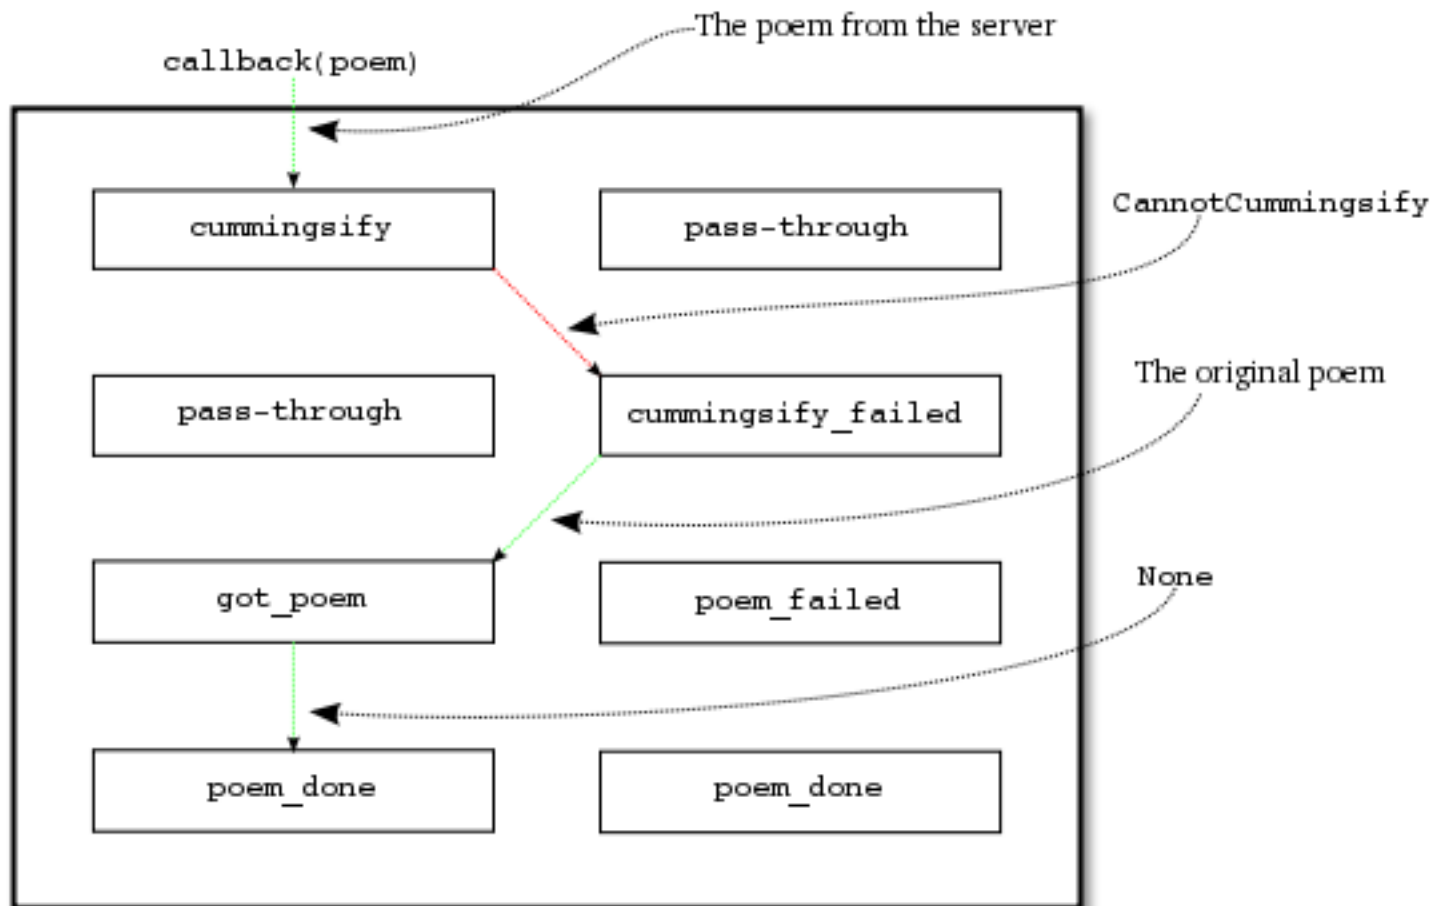 The poem from the server
callback(poem)
cummingsify
pass-through
CannotCummingsify
The original poem
pass-through
cummingsify_failed
None
got_poem
poem_failed
poem_done
poem_done